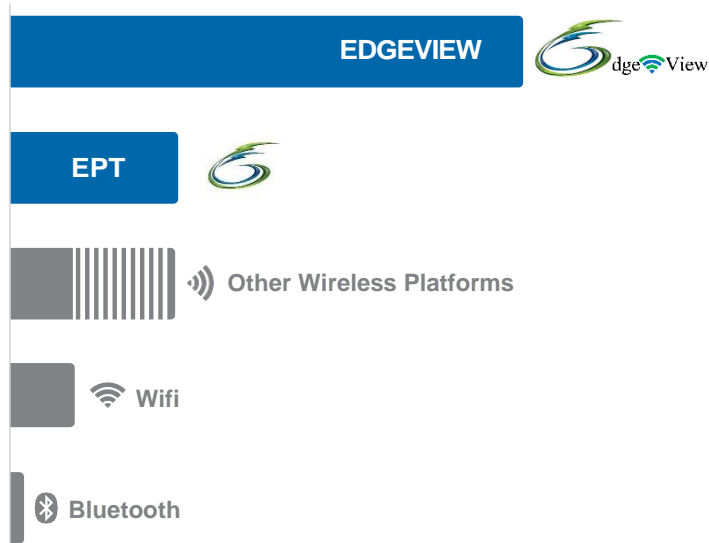 EDGEVIEW
dge View
EPT
Other Wireless Platforms
Wifi
Bluetooth